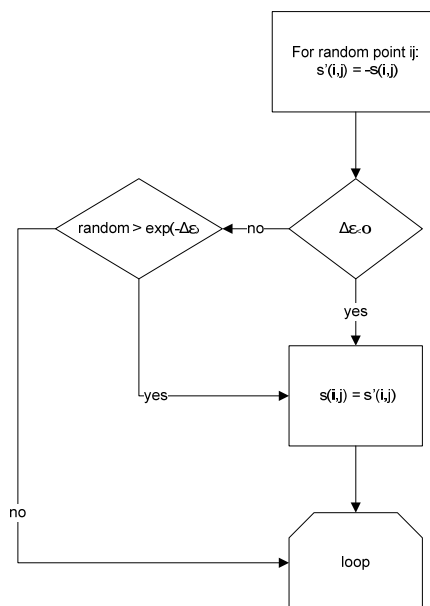 For random point ij:
s'(i,j) = -s(i,j)
Δε<0
no
random > exp(-Δε)
yes
s(i,j) = s'(i,j)
yes
no
loop